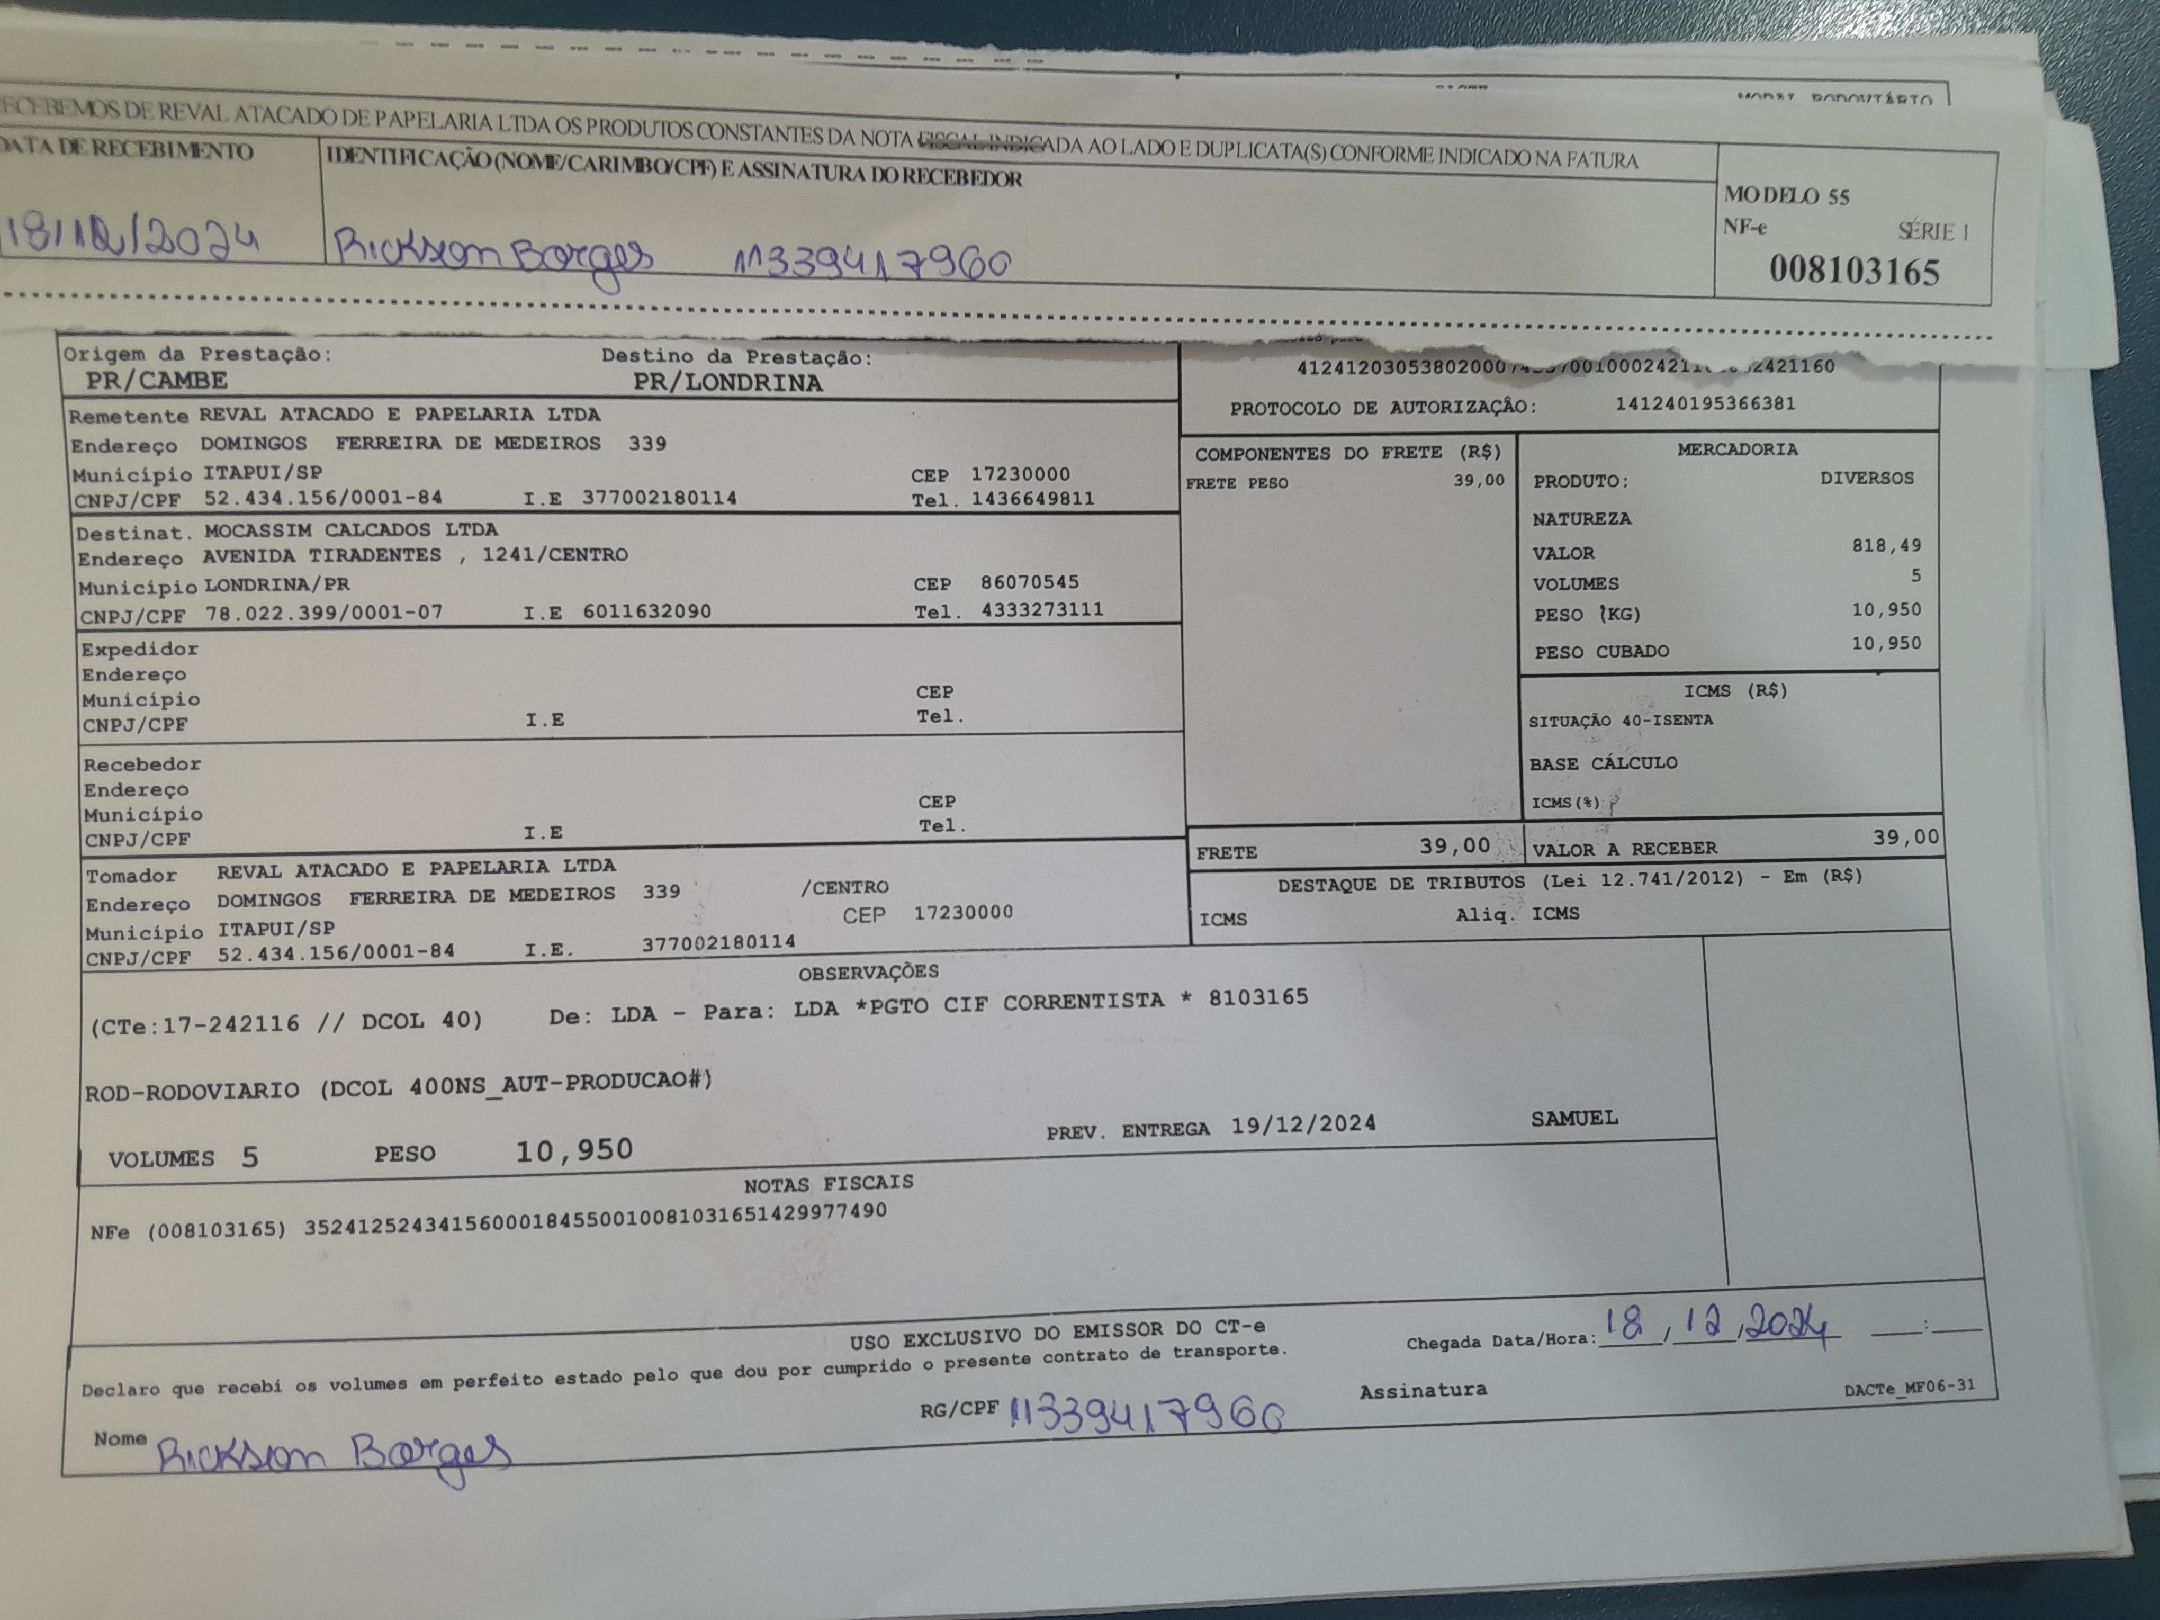 RECEBEMOS DE REVAL ATACADO DE PAPELARIA LTDA OS PRODUTOS CONSTANTES DA NOTA FISCAL INDICADA AO LADO E DUPLICATA(S) CONFORME INDICADO NA FATURA
DATA DE RECEBIMENTO
IDENTIFICAÇÃO (NOME/CARIMBO/CPF) E ASSINATURA DO RECEBEDOR
18/12/2024
Rickson Borges 11339417960
MODELO 55
NF-e SÉRIE 1
008103165
Origem da Prestação: Destino da Prestação:
PR/CAMBE PR/LONDRINA
PROTOCOLO DE AUTORIZAÇÃO: 141240195366381
Remetente REVAL ATACADO E PAPELARIA LTDA
Endereço DOMINGOS FERREIRA DE MEDEIROS 339
Município ITAPUI/SP CEP 17230000
CNPJ/CPF 52.434.156/0001-84 I.E 377002180114 Tel. 1436649811
Destinat. MOCASSIM CALCADOS LTDA
Endereço AVENIDA TIRADENTES , 1241/CENTRO
Município LONDRINA/PR CEP 86070545
CNPJ/CPF 78.022.399/0001-07 I.E 6011632090 Tel. 4333273111
Expedidor
Endereço
Município CEP
CNPJ/CPF I.E Tel.
Recebedor
Endereço
Município CEP
CNPJ/CPF I.E Tel.
Tomador REVAL ATACADO E PAPELARIA LTDA
Endereço DOMINGOS FERREIRA DE MEDEIROS 339 /CENTRO
Município ITAPUI/SP CEP 17230000
CNPJ/CPF 52.434.156/0001-84 I.E. 377002180114
COMPONENTES DO FRETE (R$)
FRETE PESO 39,00
MERCADORIA
PRODUTO: DIVERSOS
NATUREZA
VALOR 818,49
VOLUMES 5
PESO (KG) 10,950
PESO CUBADO 10,950
ICMS (R$)
SITUAÇÃO 40-ISENTA
BASE CÁLCULO
ICMS(%)
FRETE 39,00 VALOR A RECEBER 39,00
DESTAQUE DE TRIBUTOS (Lei 12.741/2012) - Em (R$)
ICMS Aliq. ICMS
OBSERVAÇÕES
(CTe:17-242116 // DCOL 40) De: LDA - Para: LDA *PGTO CIF CORRENTISTA * 8103165
ROD-RODOVIARIO (DCOL 400NS_AUT-PRODUCAO#)
VOLUMES 5 PESO 10,950 PREV. ENTREGA 19/12/2024 SAMUEL
NOTAS FISCAIS
NFe (008103165) 35241252434156000184550010081031651429977490
USO EXCLUSIVO DO EMISSOR DO CT-e
Declaro que recebi os volumes em perfeito estado pelo que dou por cumprido o presente contrato de transporte.
Chegada Data/Hora: 18/12/2024 __:__
Nome Rickson Borges RG/CPF 11339417960 Assinatura
DACTe_MF06-31